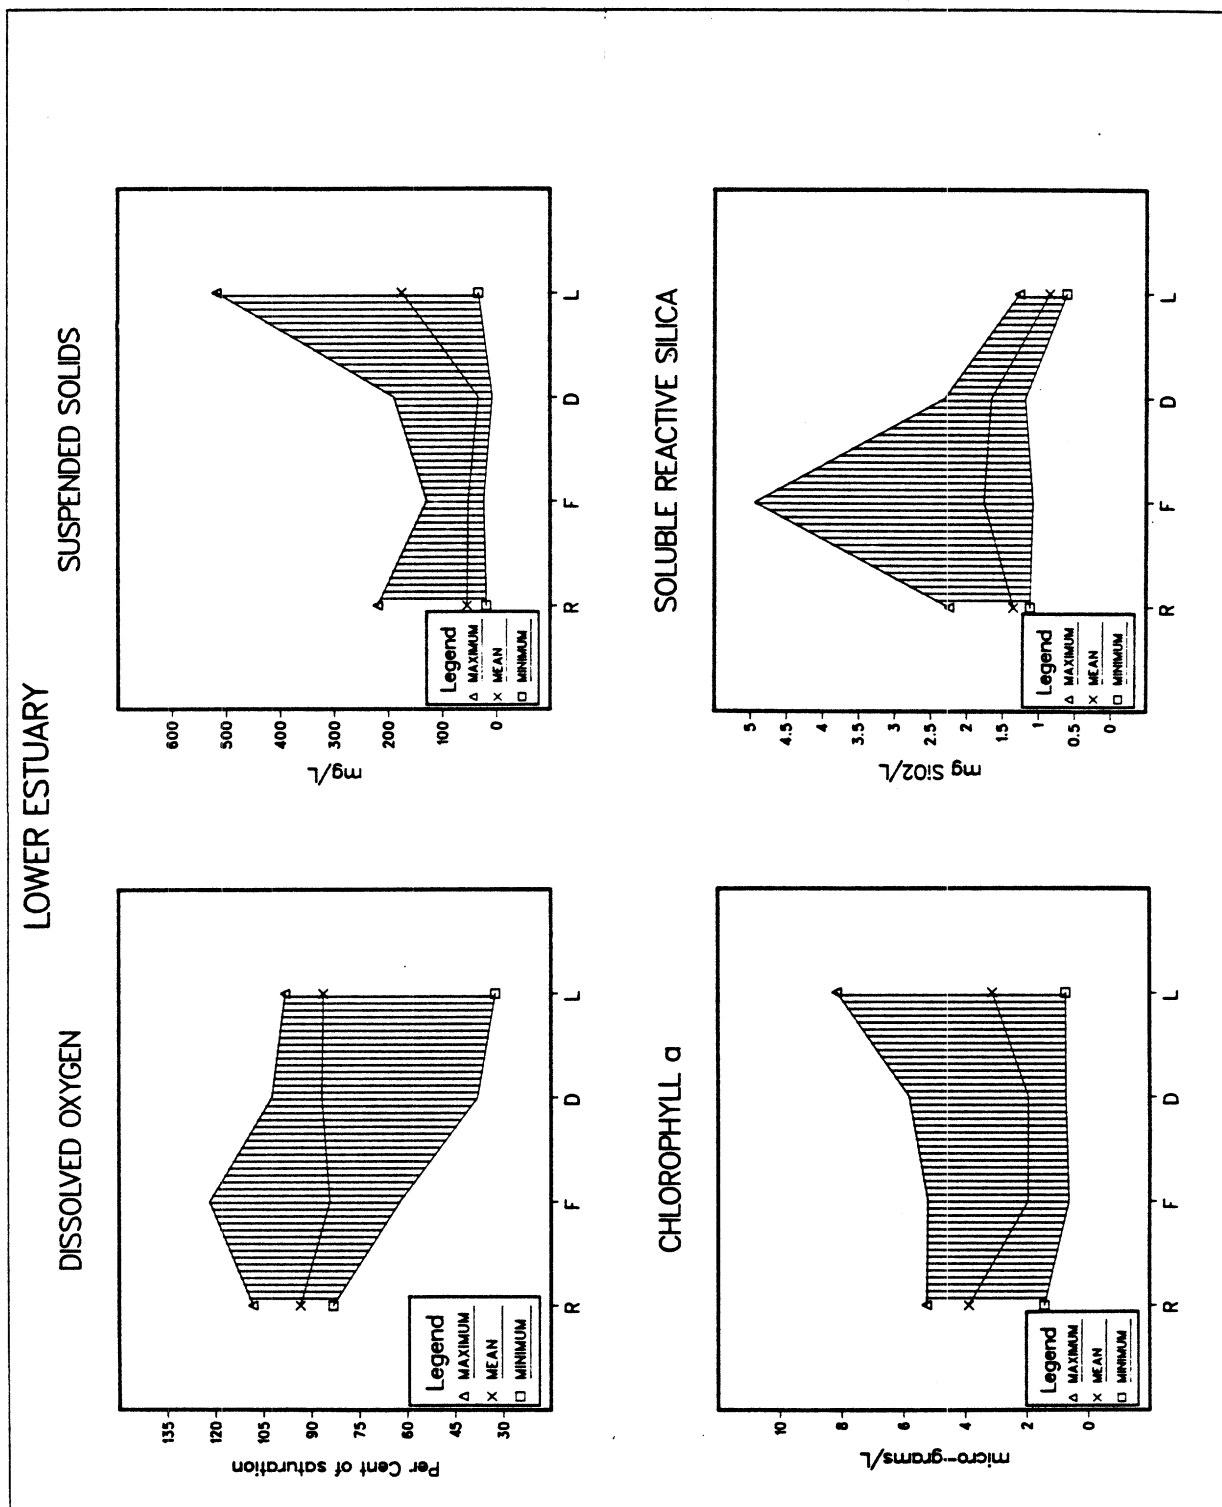 LOWER ESTUARY
DISSOLVED OXYGEN
Per Cent of saturation
135
120
105
90
75
60
45
30
R F D L
Legend
△ MAXIMUM
× MEAN
□ MINIMUM
SUSPENDED SOLIDS
mg/L
600
500
400
300
200
100
0
R F D L
Legend
△ MAXIMUM
× MEAN
□ MINIMUM
CHLOROPHYLL a
micro-grams/L
10
8
6
4
2
0
R F D L
Legend
△ MAXIMUM
× MEAN
□ MINIMUM
SOLUBLE REACTIVE SILICA
mg SiO2/L
5
4.5
4
3.5
3
2.5
2
1.5
1
0.5
0
R F D L
Legend
△ MAXIMUM
× MEAN
□ MINIMUM